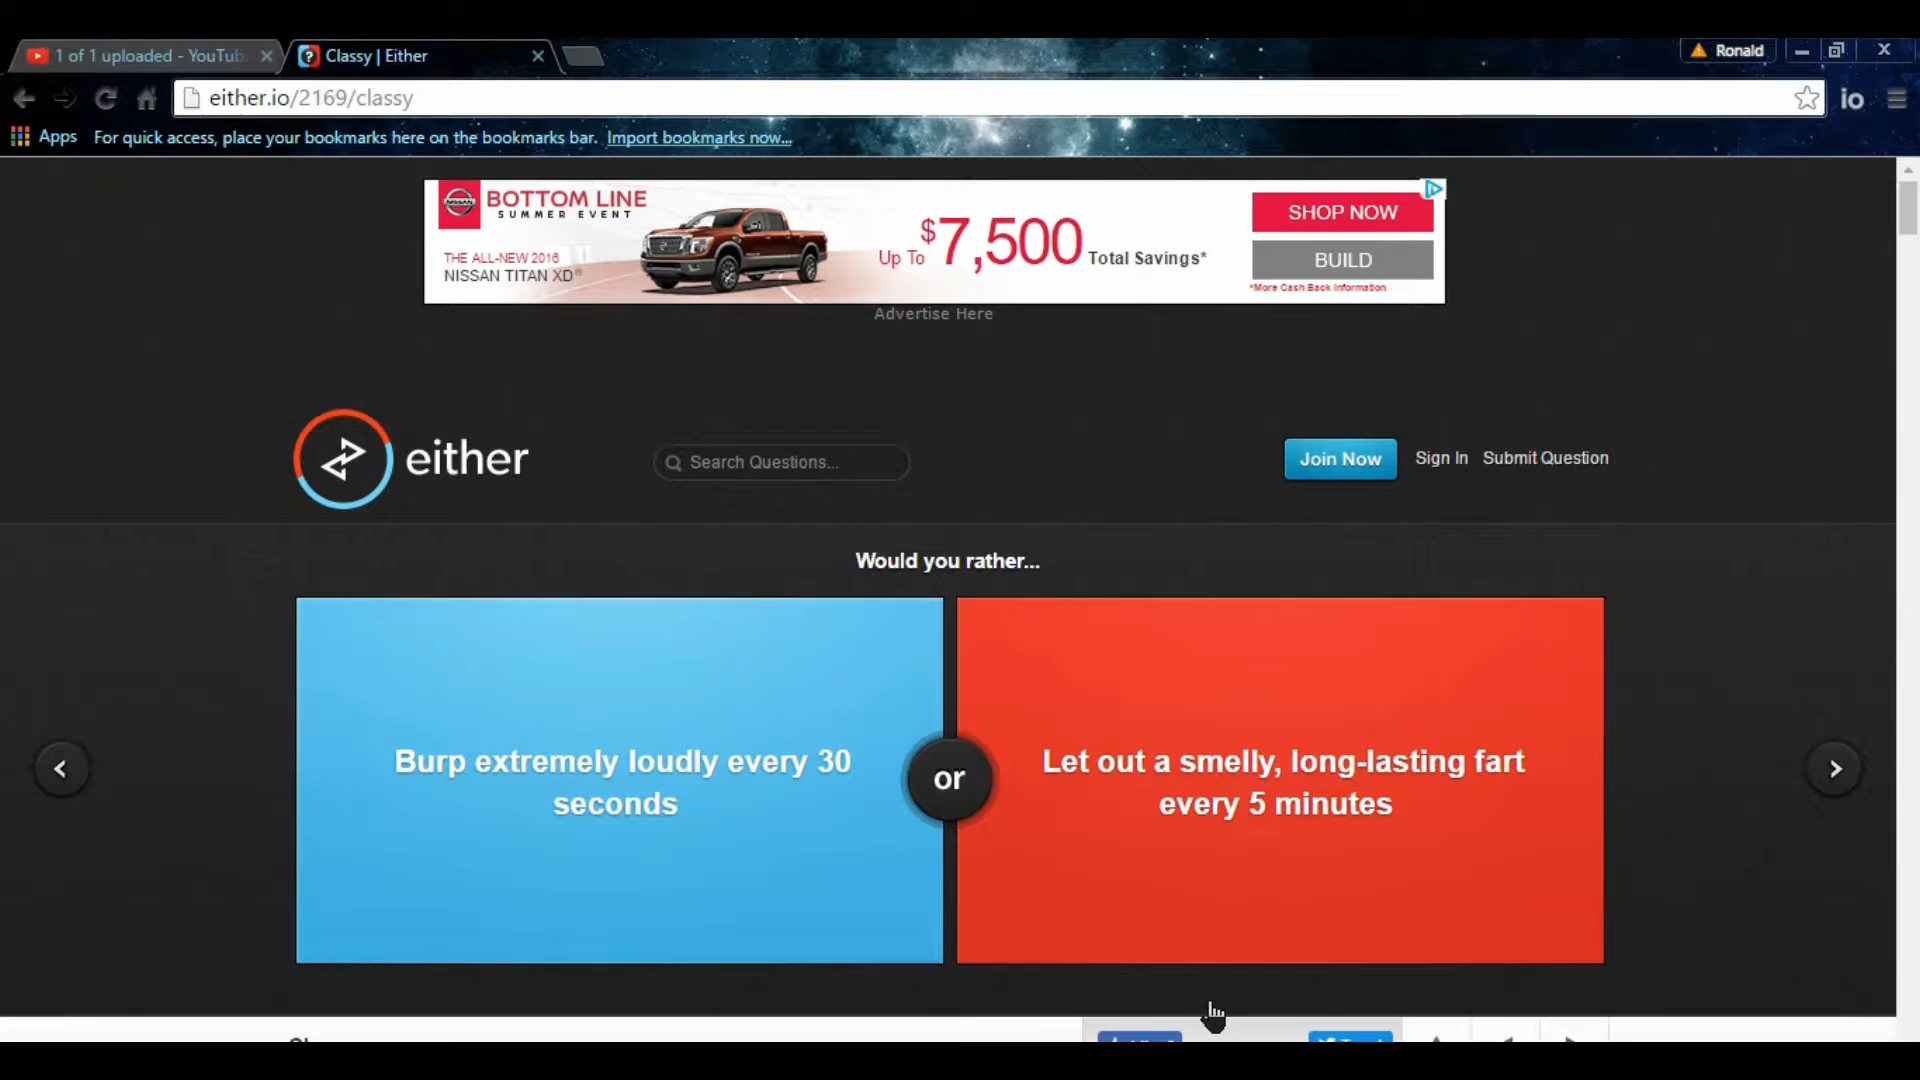 1 of 1 uploaded - YouTub
Classy | Either
Ronald
either.io/2169/classy
io
Apps
For quick access, place your bookmarks here on the bookmarks bar. Import bookmarks now...
BOTTOM LINE
SUMMER EVENT
THE ALL-NEW 2016
NISSAN TITAN XD®
Up To $7,500 Total Savings*
SHOP NOW
BUILD
*More Cash Back Information
Advertise Here
either
Search Questions...
Join Now
Sign In
Submit Question
Would you rather...
Burp extremely loudly every 30
seconds
or
Let out a smelly, long-lasting fart
every 5 minutes